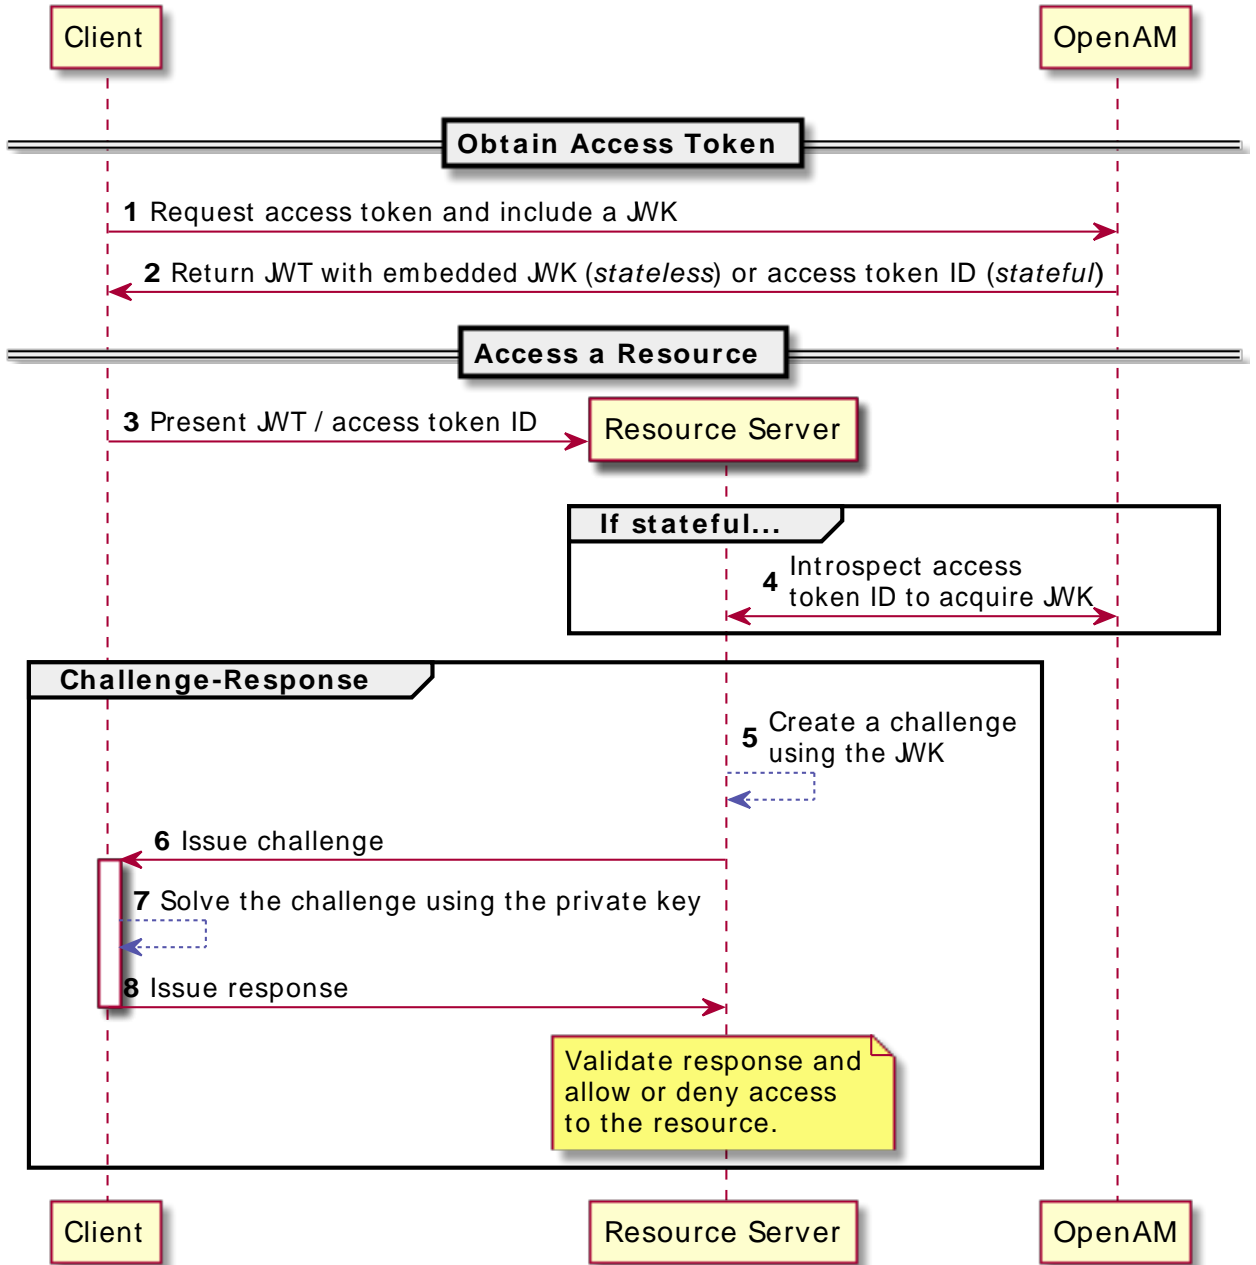 Client
OpenAM
Obtain Access Token
1 Request access token and include a JWK
2 Return JWT with embedded JWK (stateless) or access token ID (stateful)
Access a Resource
3 Present JWT / access token ID
Resource Server
If stateful...
4 Introspect access
token ID to acquire JWK
Challenge-Response
5 Create a challenge
using the JWK
6 Issue challenge
7 Solve the challenge using the private key
8 Issue response
Validate response and
allow or deny access
to the resource.
Client
Resource Server
OpenAM